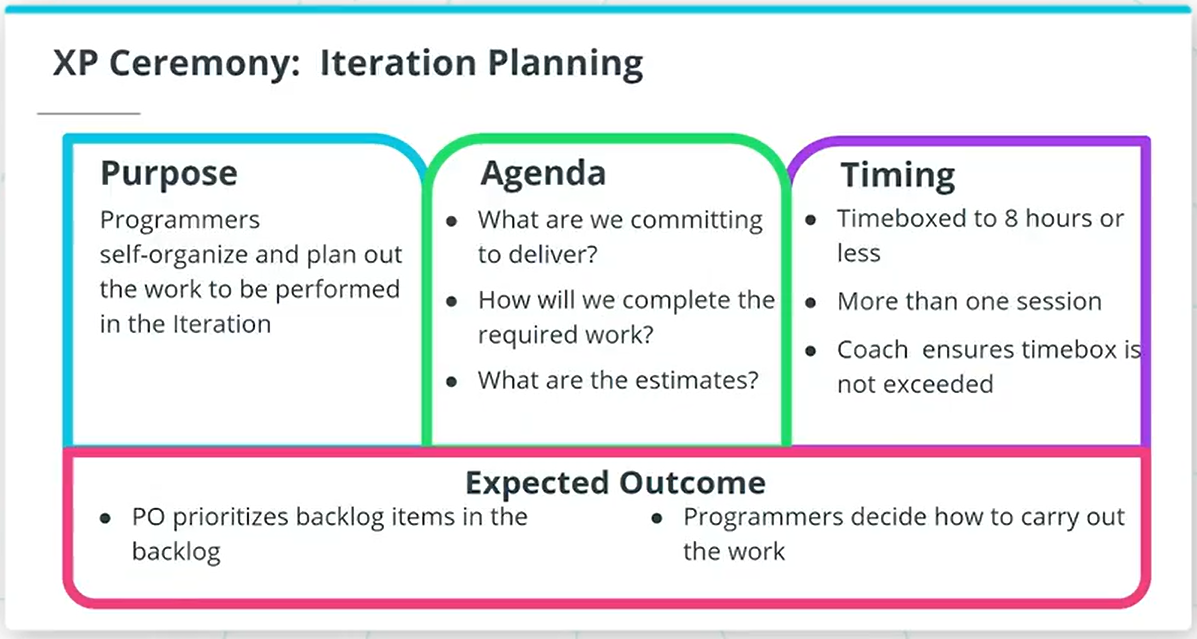 XP Ceremony:  Iteration Planning
Purpose
Programmers
self-organize and plan out
the work to be performed
in the Iteration
Agenda
● What are we committing
to deliver?
● How will we complete the
required work?
● What are the estimates?
Timing
● Timeboxed to 8 hours or
less
● More than one session
● Coach  ensures timebox is
not exceeded
Expected Outcome
● PO prioritizes backlog items in the
backlog
● Programmers decide how to carry out
the work